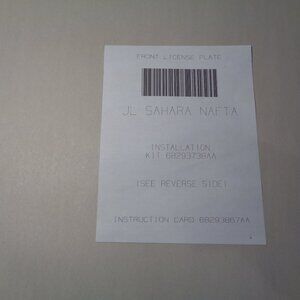 FRONT LICENSE PLATE
JL SAHARA NAFTA
INSTALLATION
KIT 68293738AA
(SEE REVERSE SIDE)
INSTRUCTION CARD 68293867AA